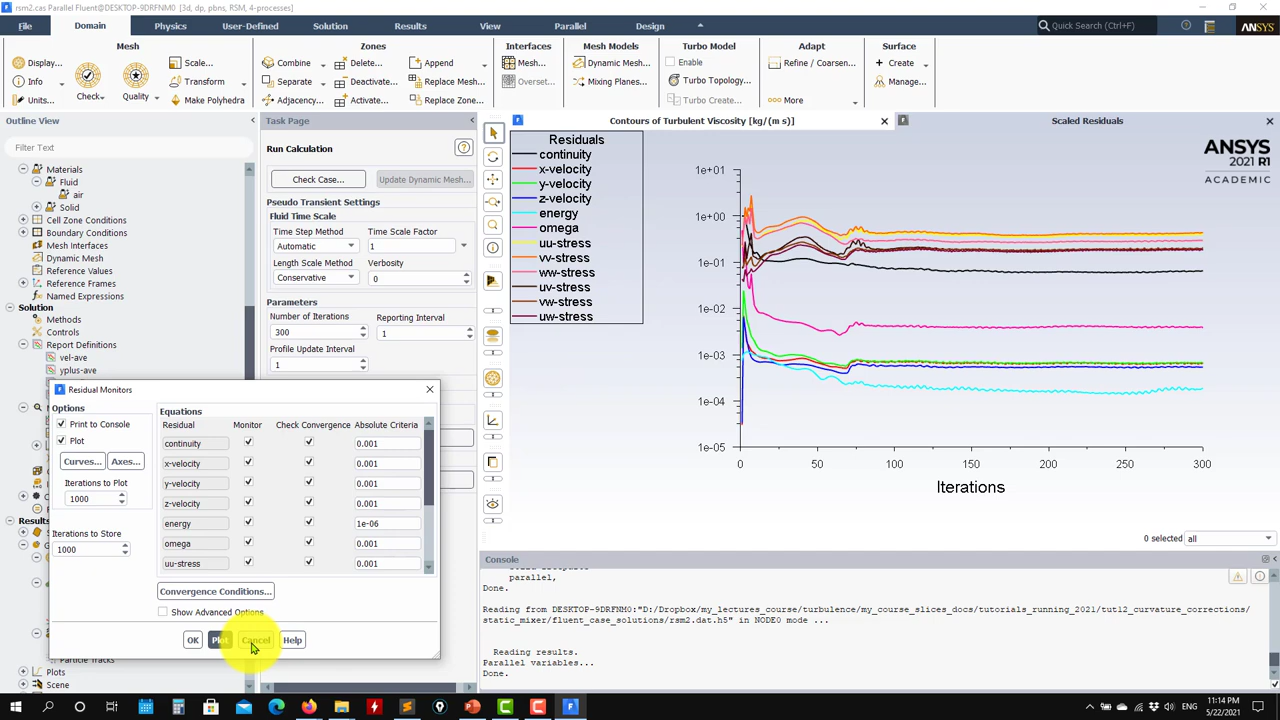 rsm2.cas Parallel Fluent@DESKTOP-9DRFNM0 [3d, dp, pbns, RSM, 4-processes]
File Domain Physics User-Defined Solution Results View Parallel Design Quick Search (Ctrl+F) ANSYS
Mesh Zones Interfaces Mesh Models Turbo Model Adapt Surface
Display... Scale... Combine Delete... Append Mesh... Dynamic Mesh... Enable Refine / Coarsen... Create
Info Transform Separate Deactivate... Replace Mesh... Overset... Mixing Planes... Turbo Topology... Manage...
Units... Check Quality Make Polyhedra Adjacency... Activate... Replace Zone... Turbo Create... More
Outline View < Task Page < Contours of Turbulent Viscosity [kg/(m s)] Scaled Residuals
Filter Text
Run Calculation
Materials
Fluid
air
Solid
Cell Zone Conditions
Boundary Conditions
Mesh Interfaces
Dynamic Mesh
Reference Values
Reference Frames
Named Expressions
Solution
Methods
Controls
Report Definitions
vel-ave
yplus-ave
Check Case... Update Dynamic Mesh...
Pseudo Transient Settings
Fluid Time Scale
Time Step Method Time Scale Factor
Automatic 1
Length Scale Method Verbosity
Conservative 0
Parameters
Number of Iterations Reporting Interval
300 1
Profile Update Interval
1
Residual Monitors
Options
Print to Console
Plot
Curves... Axes...
Iterations to Plot
1000
Iterations to Store
1000
Equations
Residual Monitor Check Convergence Absolute Criteria
continuity 0.001
x-velocity 0.001
y-velocity 0.001
z-velocity 0.001
energy 1e-06
omega 0.001
uu-stress 0.001
Convergence Conditions...
Show Advanced Options
OK Plot Cancel Help
Results
Particle Tracks
Plots
Scene
Residuals
continuity
x-velocity
y-velocity
z-velocity
energy
omega
uu-stress
vv-stress
ww-stress
uv-stress
vw-stress
uw-stress
ANSYS
2021 R1
ACADEMIC
1e+01
1e+00
1e-01
1e-02
1e-03
1e-04
1e-05
0 50 100 150 200 250 300
Iterations
0 selected all
Console
parallel,
Done.
Reading from DESKTOP-9DRFNM0:"D:/Dropbox/my_lectures_course/turbulence/my_course_slices_docs/tutorials_running_2021/tut12_curvature_corrections/
static_mixer/fluent_case_solutions/rsm2.dat.h5" in NODE0 mode ...
Reading results.
Parallel variables...
Done.
ENG 11:14 PM
5/22/2021